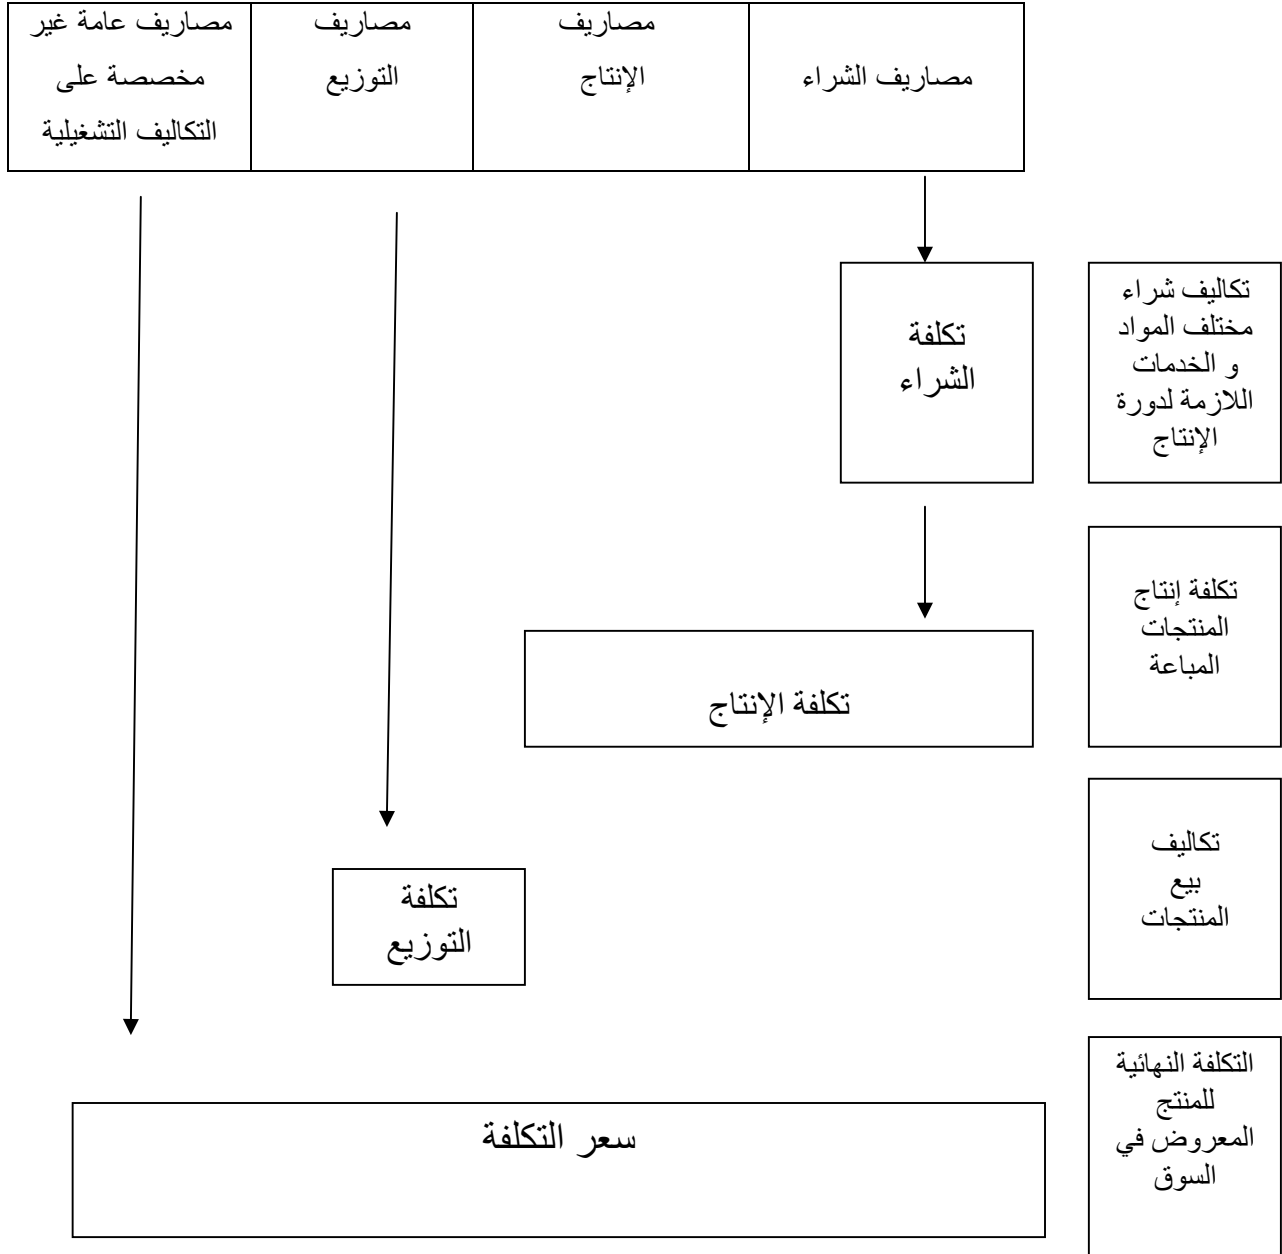 مصاريف الشراء
مصاريف
الإنتاج
مصاريف
التوزيع
مصاريف عامة غير
مخصصة على
التكاليف التشغيلية
تكاليف شراء
مختلف المواد
و الخدمات
اللازمة لدورة
الإنتاج
تكلفة
الشراء
تكلفة إنتاج
المنتجات
المباعة
تكلفة الإنتاج
تكاليف
بيع
المنتجات
تكلفة
التوزيع
التكلفة النهائية
للمنتج
المعروض في
السوق
سعر التكلفة